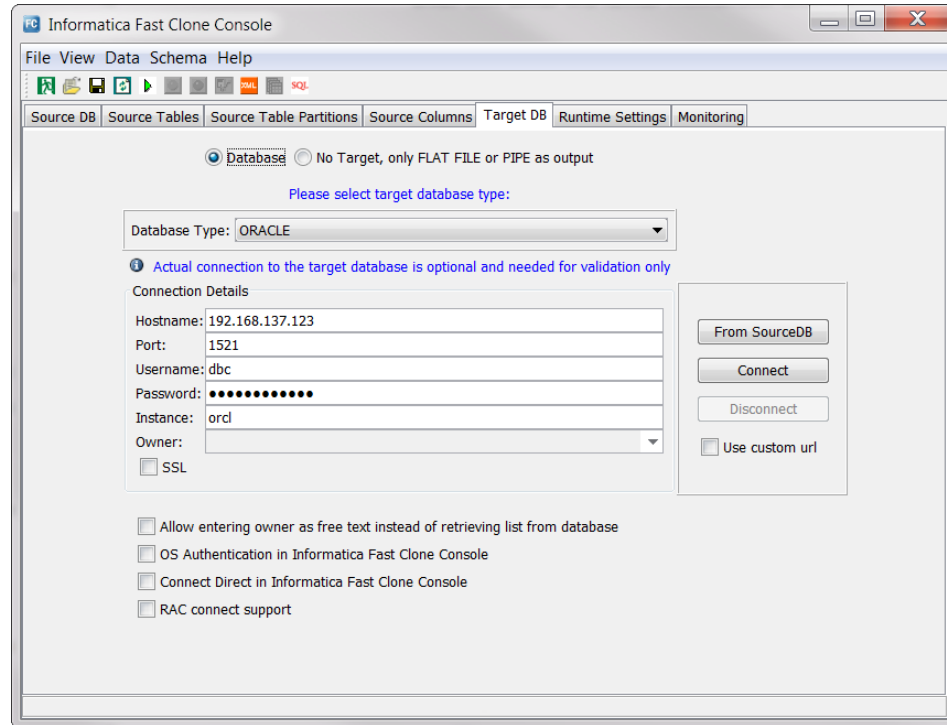 FC Informatica Fast Clone Console
File View Data Schema Help
XML SQL
Source DB Source Tables Source Table Partitions Source Columns Target DB Runtime Settings Monitoring
Database No Target, only FLAT FILE or PIPE as output
Please select target database type:
Database Type: ORACLE
Actual connection to the target database is optional and needed for validation only
Connection Details
Hostname: 192.168.137.123
Port: 1521
Username: dbc
Password: ●●●●●●●●●●●●
Instance: orcl
Owner:
SSL
From SourceDB
Connect
Disconnect
Use custom url
Allow entering owner as free text instead of retrieving list from database
OS Authentication in Informatica Fast Clone Console
Connect Direct in Informatica Fast Clone Console
RAC connect support